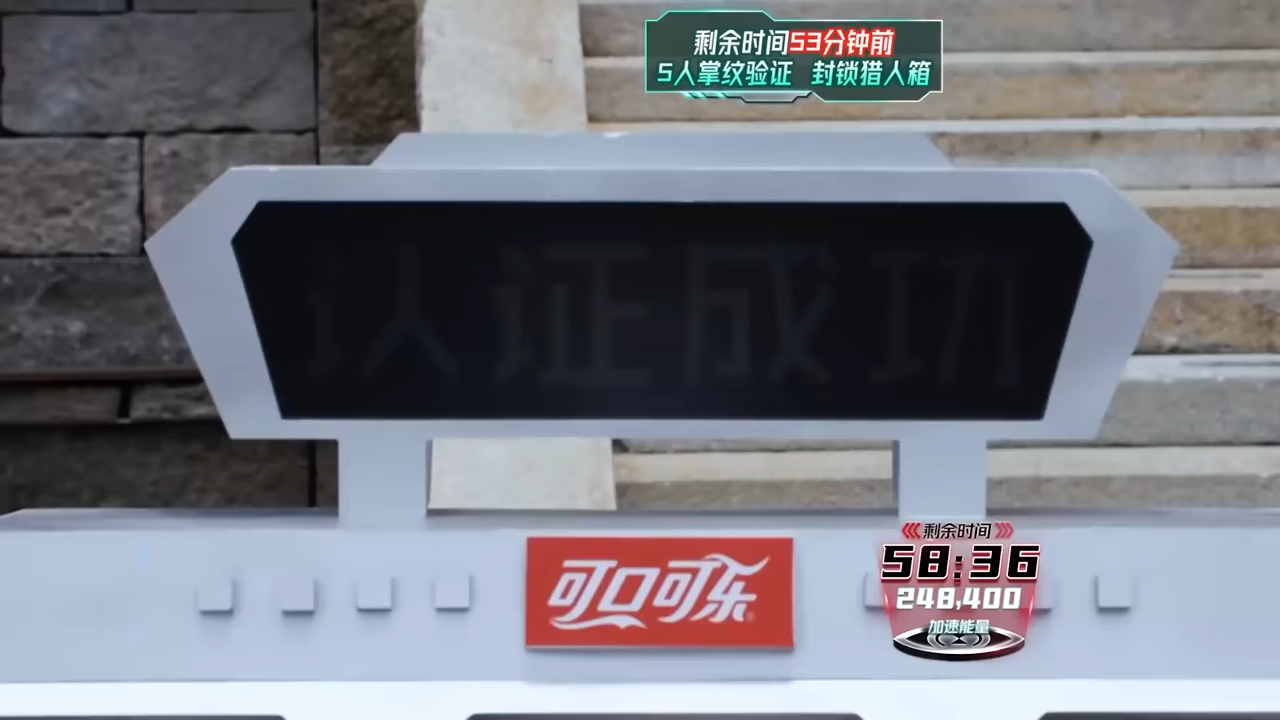 剩余时间53分钟前
5人掌纹验证 封锁猎人箱
认证成功
可口可乐
剩余时间
58:36
248,400
加速能量